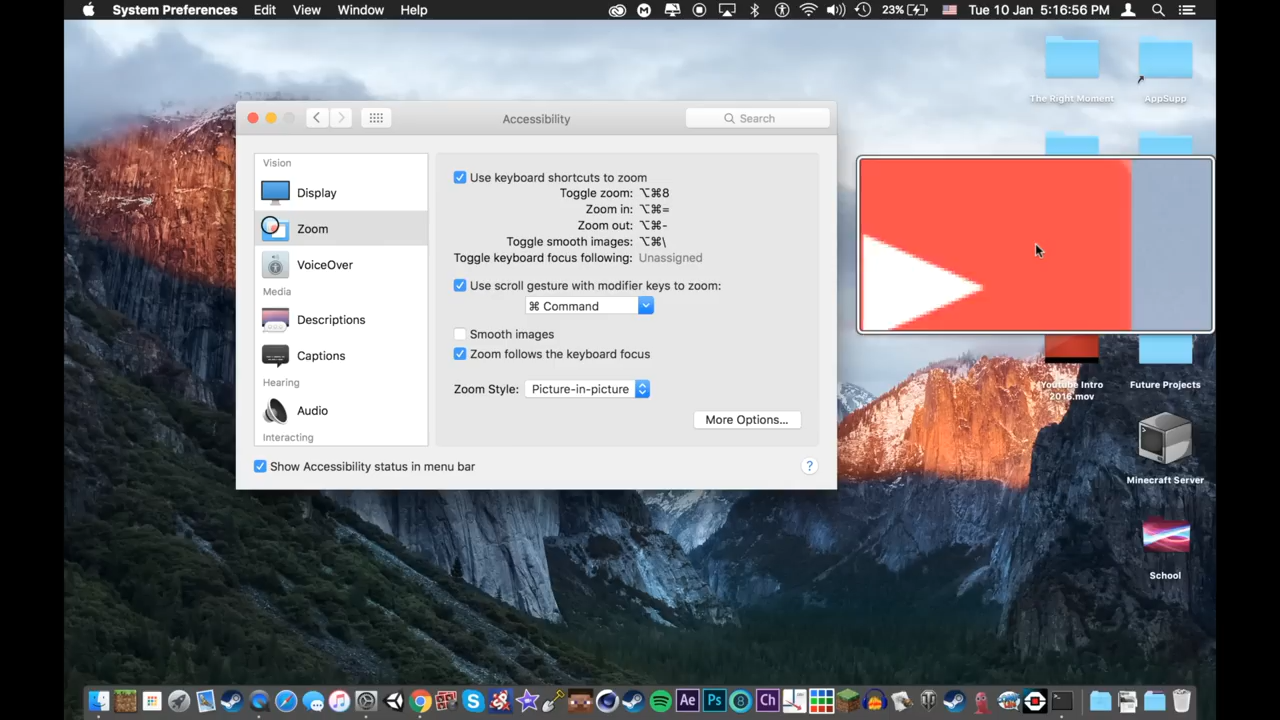 System Preferences Edit View Window Help
23% Tue 10 Jan 5:16:56 PM
The Right Moment
AppSupp
Accessibility
Search
Vision
Display
Zoom
VoiceOver
Media
Descriptions
Captions
Hearing
Audio
Interacting
Use keyboard shortcuts to zoom
Toggle zoom: ⌥⌘8
Zoom in: ⌥⌘=
Zoom out: ⌥⌘-
Toggle smooth images: ⌥⌘\
Toggle keyboard focus following: Unassigned
Use scroll gesture with modifier keys to zoom:
⌘ Command
Smooth images
Zoom follows the keyboard focus
Zoom Style: Picture-in-picture
More Options...
Show Accessibility status in menu bar
?
Youtube Intro
2016.mov
Future Projects
Minecraft Server
School
Ae
Ps
Ch